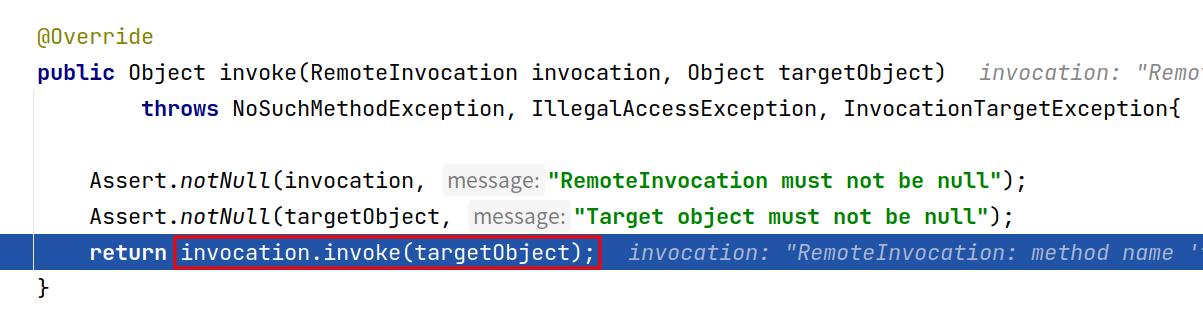 @Override
public Object invoke(RemoteInvocation invocation, Object targetObject) invocation: "Remo
throws NoSuchMethodException, IllegalAccessException, InvocationTargetException{
Assert.notNull(invocation, message: "RemoteInvocation must not be null");
Assert.notNull(targetObject, message: "Target object must not be null");
return invocation.invoke(targetObject); invocation: "RemoteInvocation: method name '
}